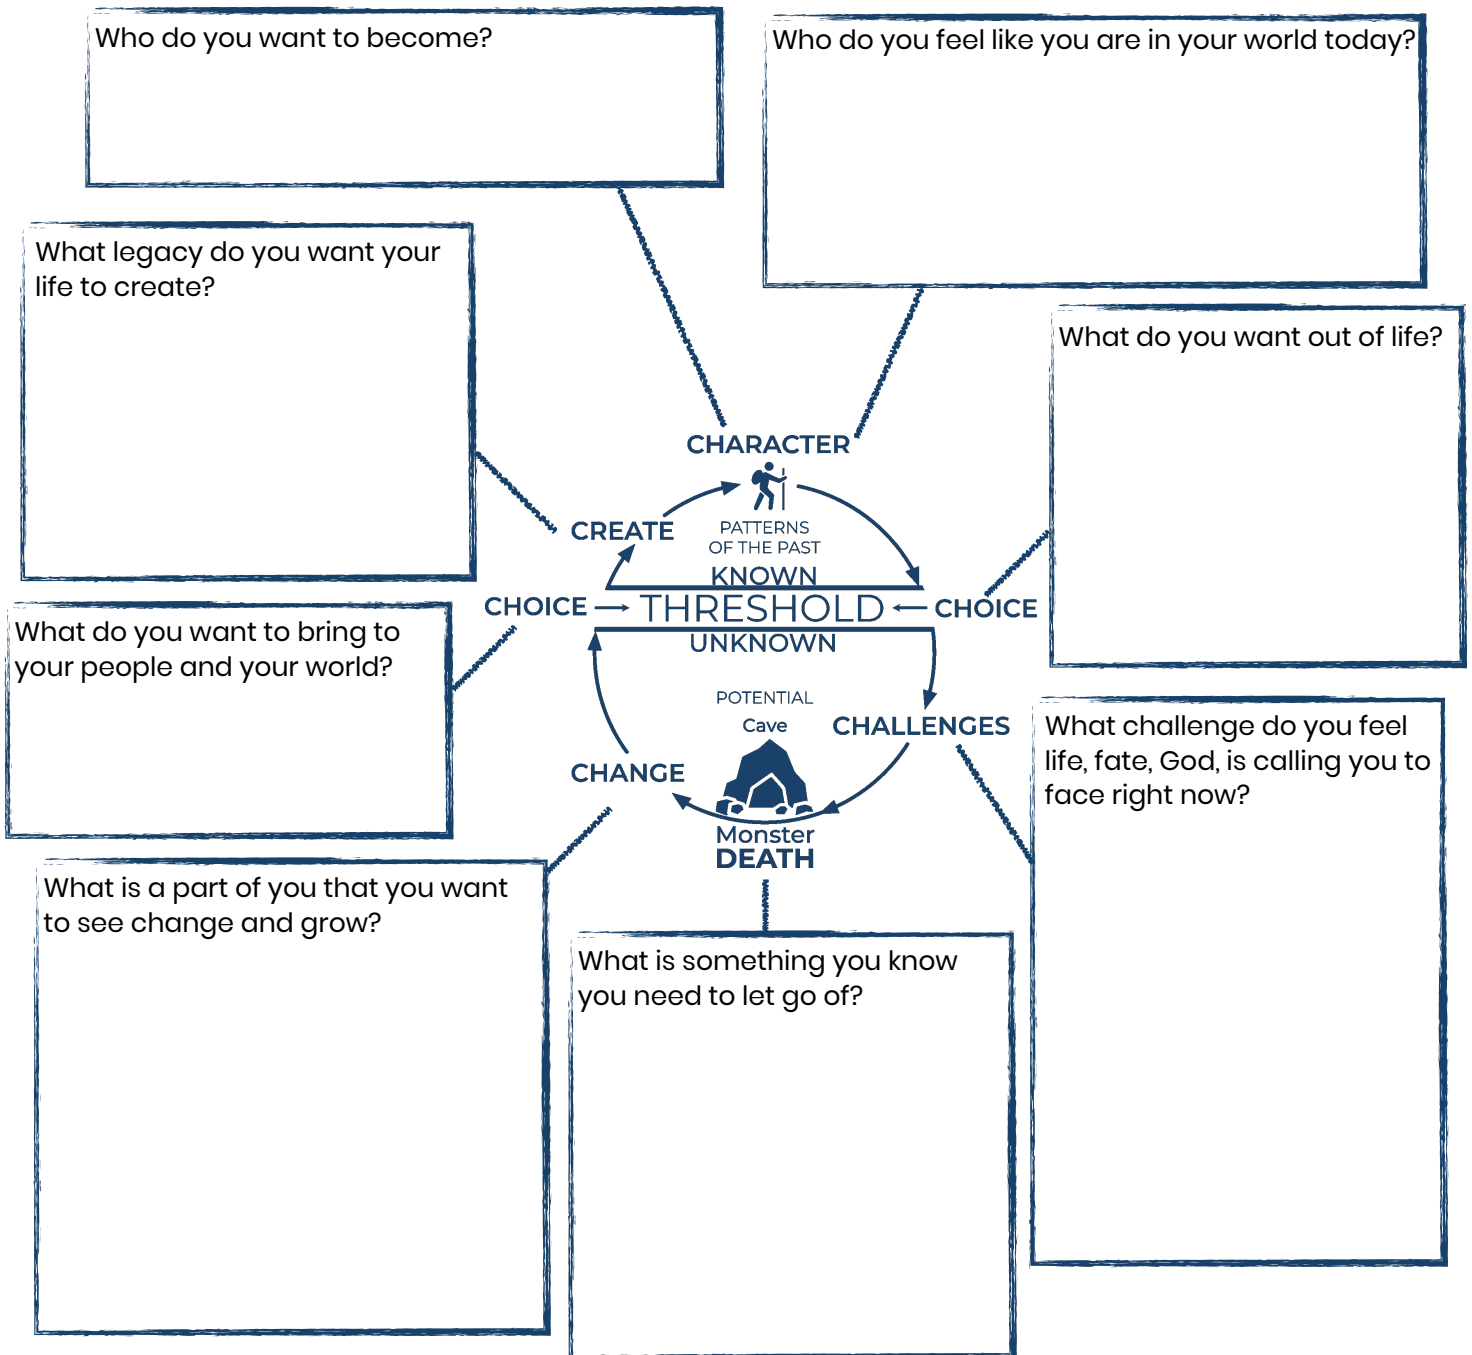 Who do you want to become?
Who do you feel like you are in your world today?
What legacy do you want your
life to create?
What do you want out of life?
CHARACTER
CREATE
PATTERNS
OF THE PAST
KNOWN
CHOICE
THRESHOLD
CHOICE
UNKNOWN
What do you want to bring to
your people and your world?
POTENTIAL
Cave
CHALLENGES
CHANGE
Monster
DEATH
What challenge do you feel
life, fate, God, is calling you to
face right now?
What is a part of you that you want
to see change and grow?
What is something you know
you need to let go of?